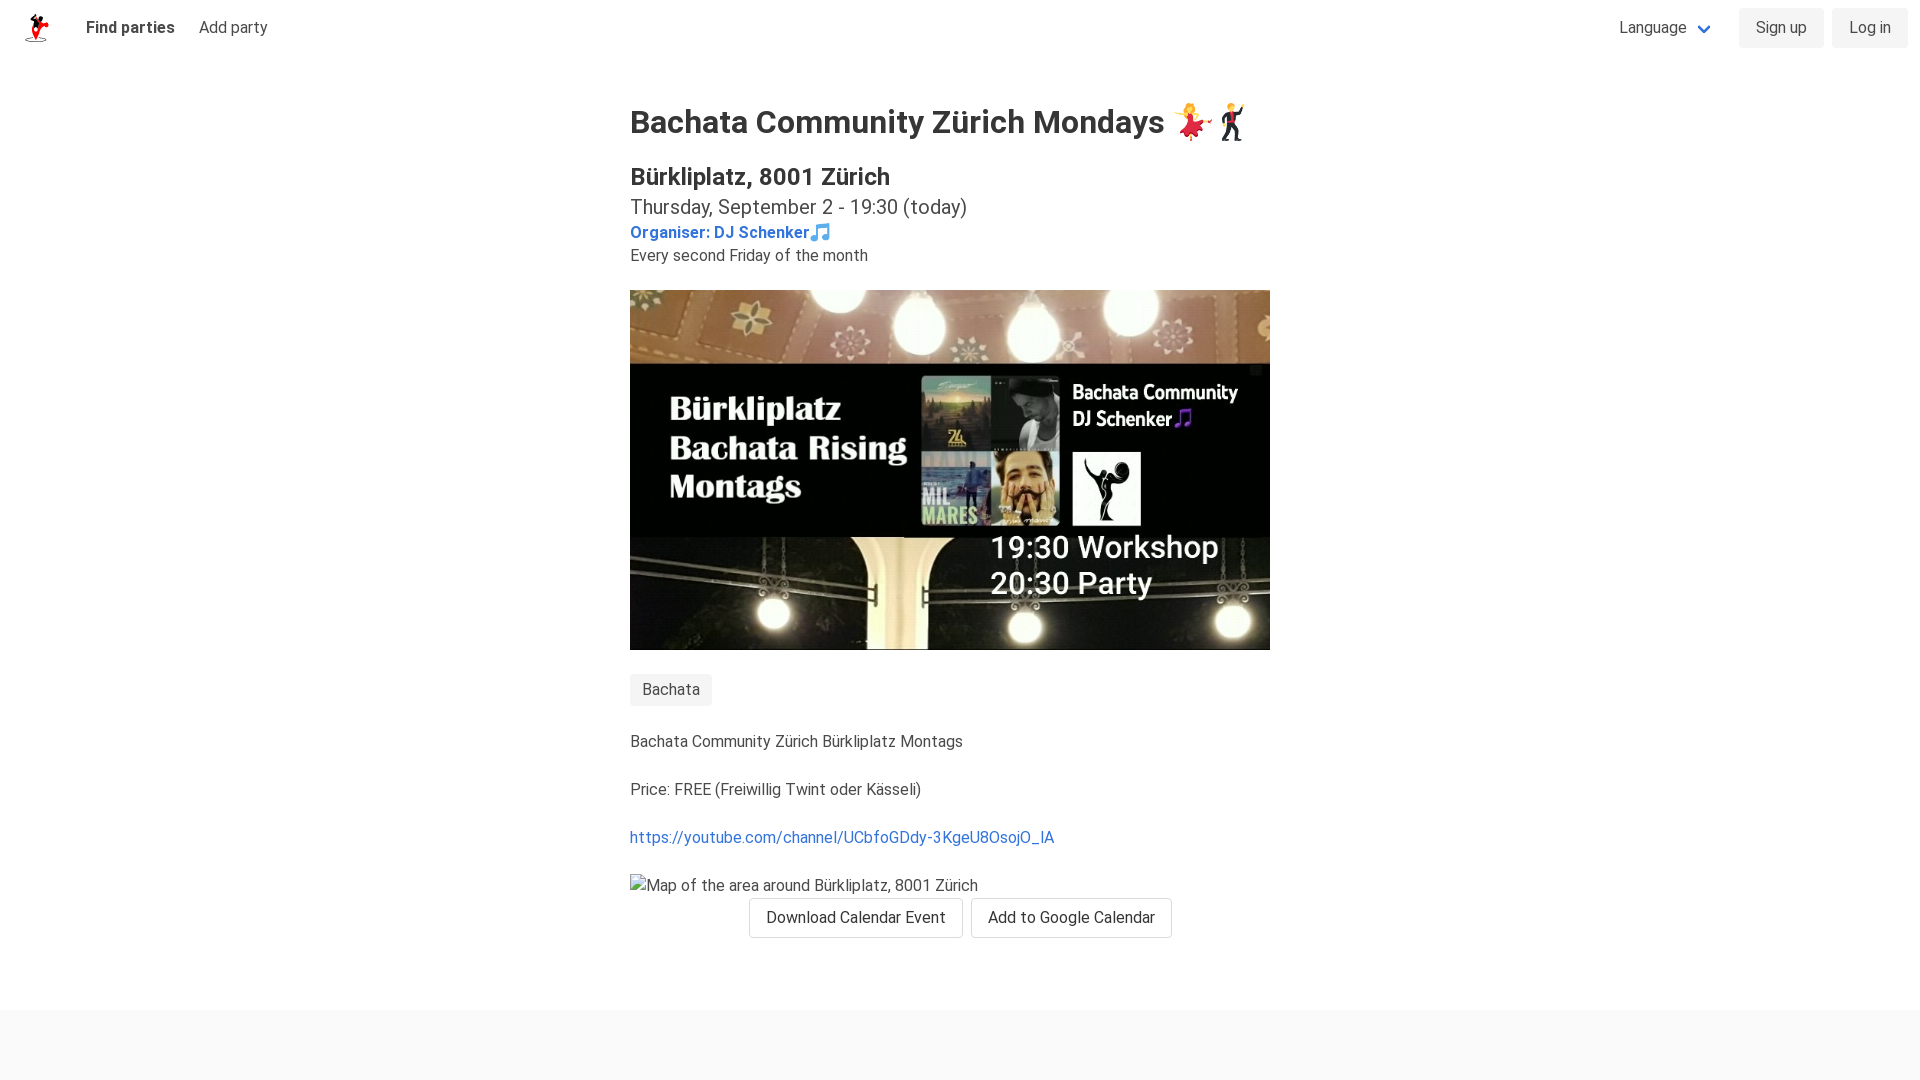 Find parties
Add party
Language
Sign up
Log in
Bachata Community Zürich Mondays 💃🕺
Bürkliplatz, 8001 Zürich
Thursday, September 2 - 19:30 (today)
Organiser: DJ Schenker🎵
Every second Friday of the month
Bürkliplatz
Bachata Rising
Montags
24
MIL
MARES
Bachata Community
DJ Schenker🎵
19:30 Workshop
20:30 Party
Bachata
Bachata Community Zürich Bürkliplatz Montags
Price: FREE (Freiwillig Twint oder Kässeli)
https://youtube.com/channel/UCbfoGDdy-3KgeU8OsojO_lA
Map of the area around Bürkliplatz, 8001 Zürich
Download Calendar Event
Add to Google Calendar